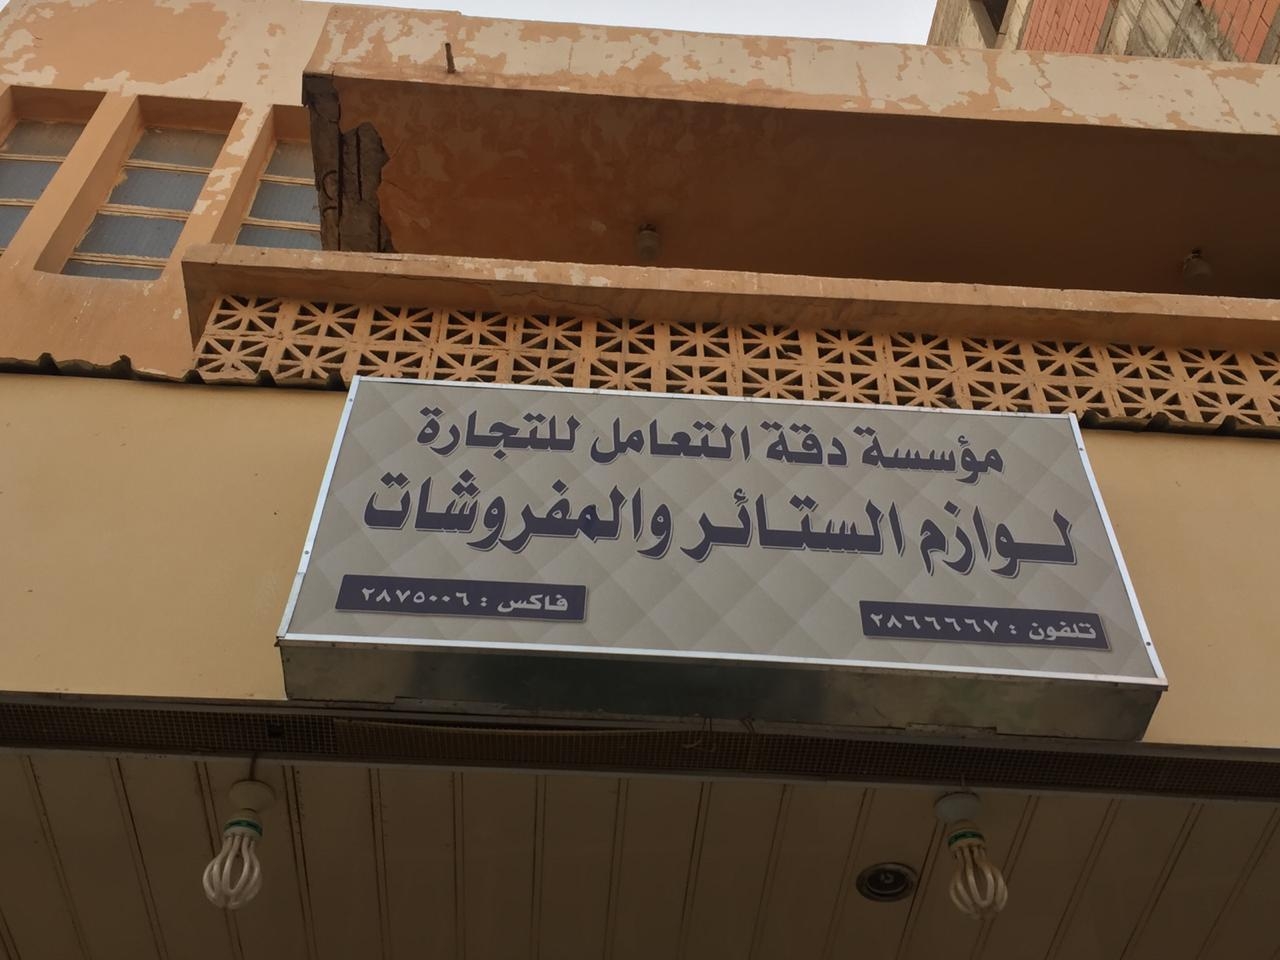 مؤسسة دقة التعامل للتجارة
لوازم الستائر والمفروشات
تلفون : ٢٨٦٦٦٦٧
فاكس : ٢٨٧٥٠٠٦